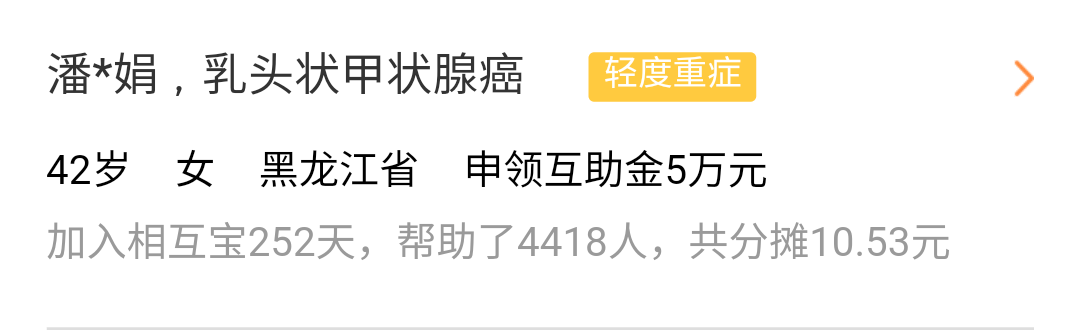 潘*娟，乳头状甲状腺癌 轻度重症
42岁 女 黑龙江省 申领互助金5万元
加入相互宝252天，帮助了4418人，共分摊10.53元